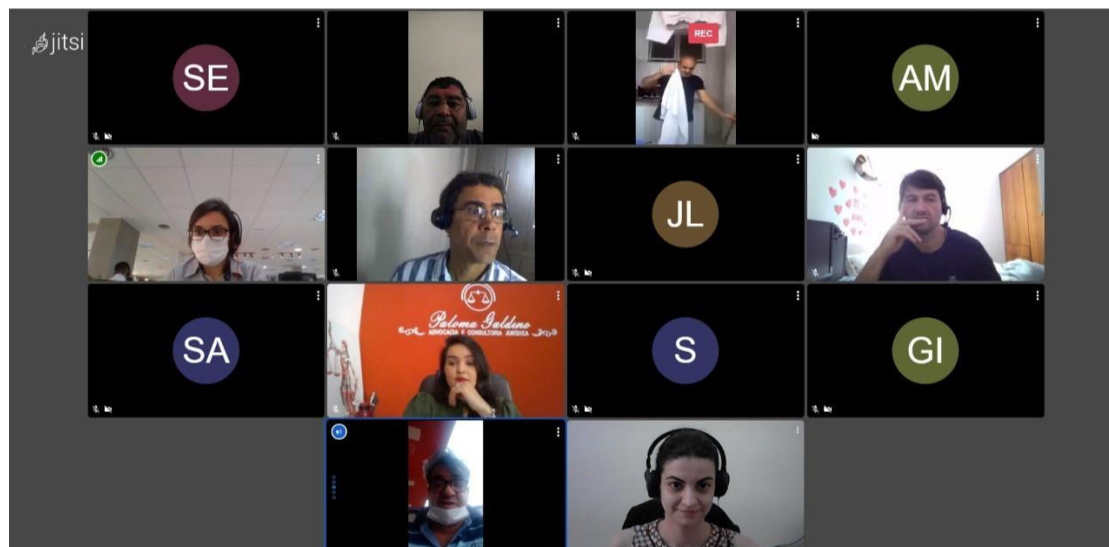 jitsi
SE
REC
AM
JL
SA
Paloma Galdino
ADVOCACIA E CONSULTORIA JURÍDICA
S
GI